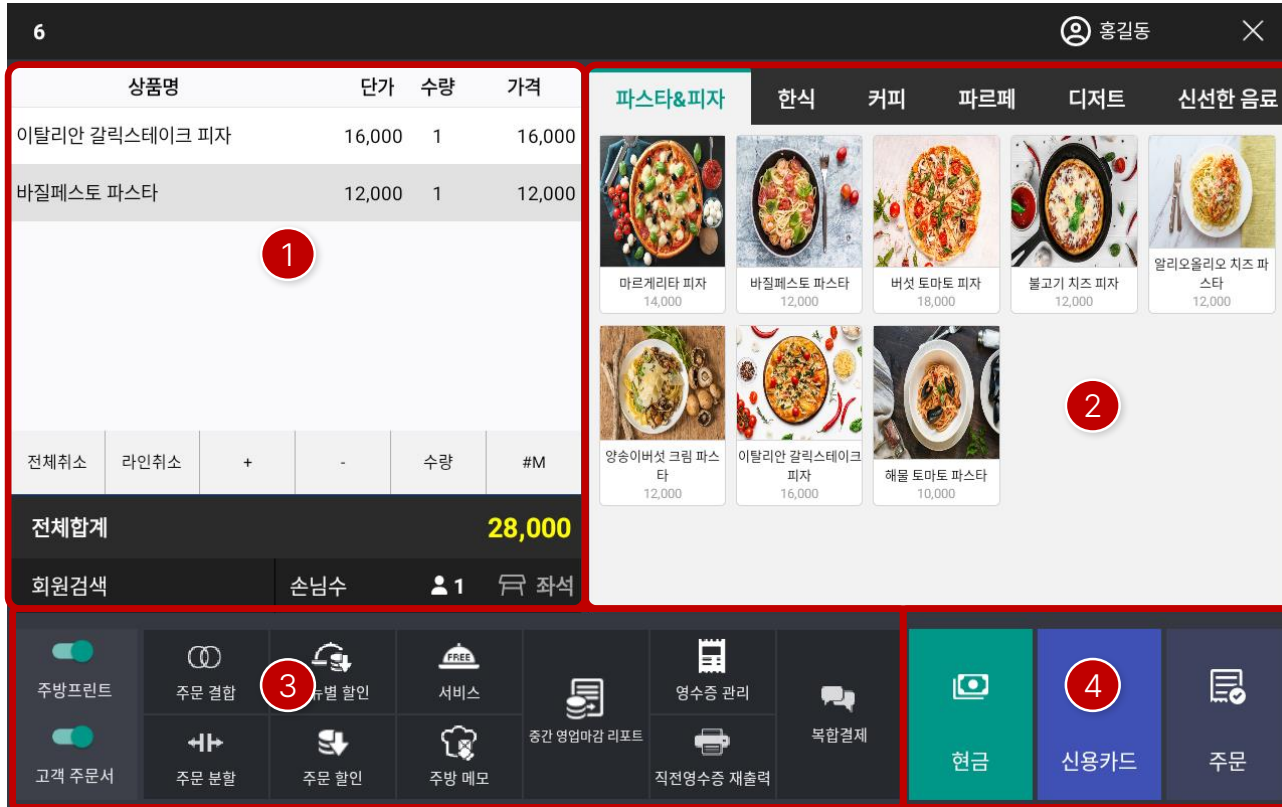 6
홍길동
상품명 단가 수량 가격
이탈리안 갈릭스테이크 피자 16,000 1 16,000
바질페스토 파스타 12,000 1 12,000
1
전체취소 라인취소 + - 수량 #M
전체합계 28,000
회원검색 손님수 1 좌석
파스타&피자 한식 커피 파르페 디저트 신선한 음료
마르게리타 피자
14,000
바질페스토 파스타
12,000
버섯 토마토 피자
18,000
불고기 치즈 피자
12,000
알리오올리오 치즈 파
스타
12,000
양송이버섯 크림 파스
타
12,000
이탈리안 갈릭스테이크
피자
16,000
해물 토마토 파스타
10,000
2
주방프린트
고객 주문서
주문 결합
주문 분할
3
뉴별 할인
주문 할인
FREE
서비스
주방 메모
중간 영업마감 리포트
영수증 관리
직전영수증 재출력
복합결제
현금
4
신용카드
주문